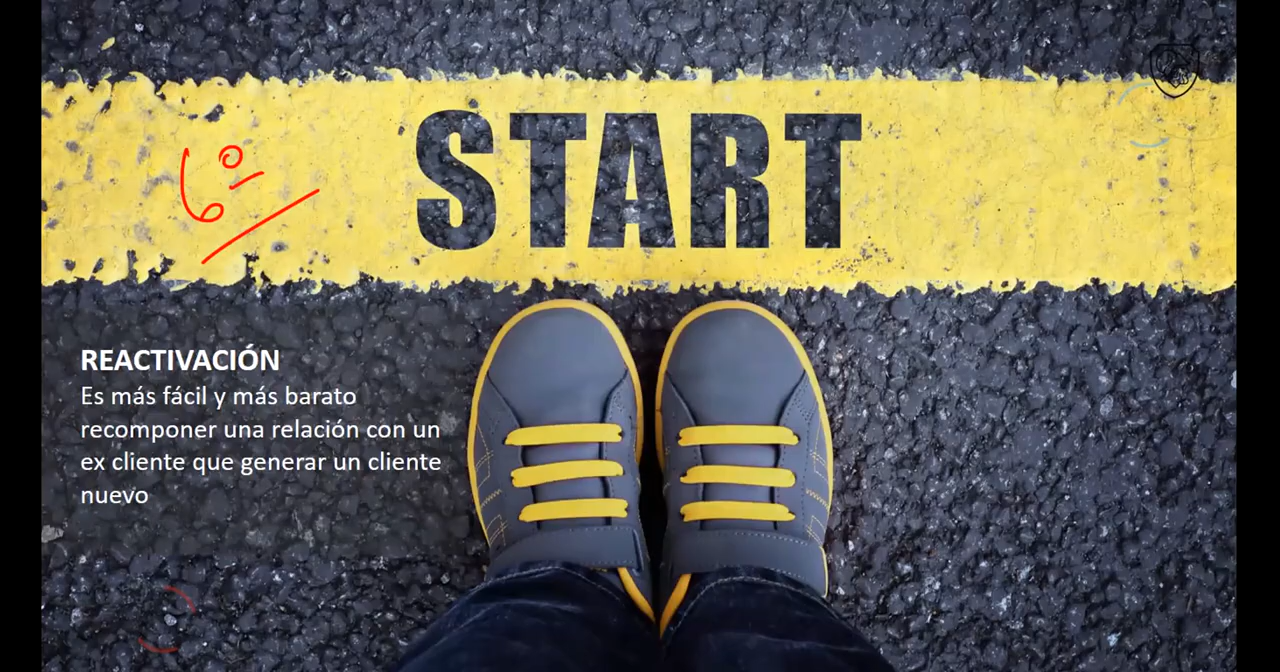 START
6º
REACTIVACIÓN
Es más fácil y más barato
recomponer una relación con un
ex cliente que generar un cliente
nuevo